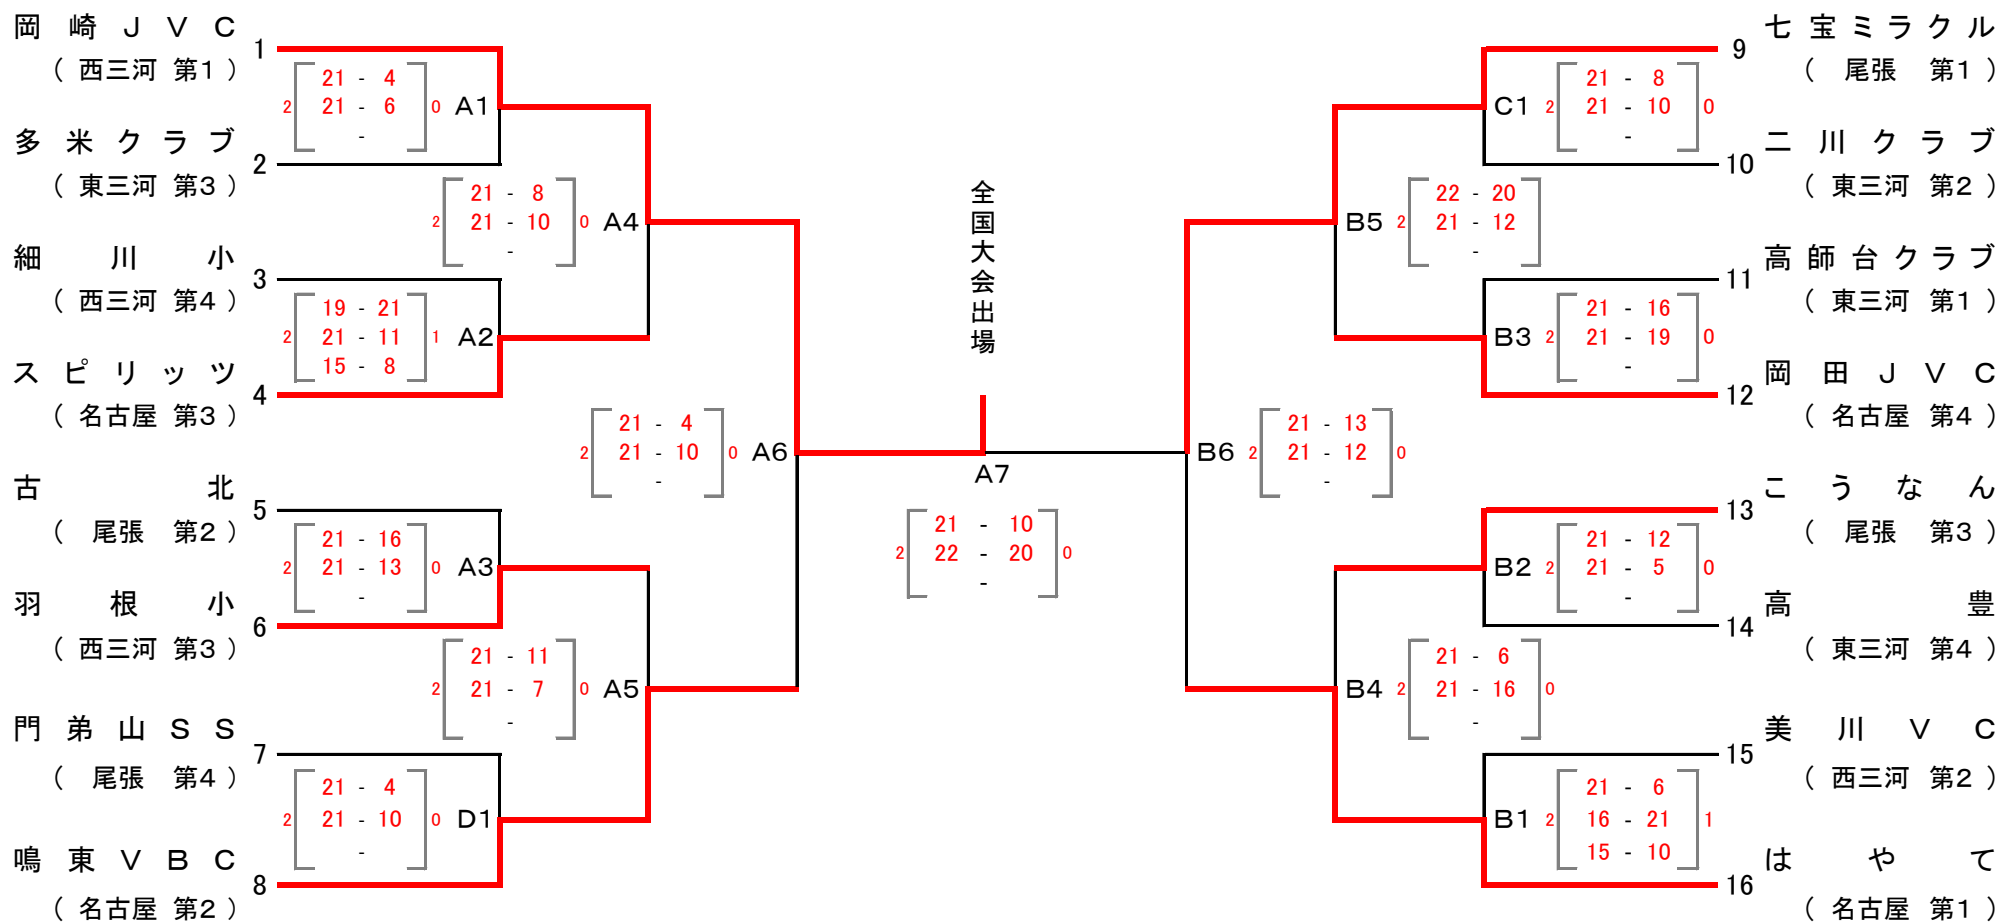 岡崎JVC
1
（ 西三河 第1 ）
21 - 4
2 21 - 6 0 A1
-
多米クラブ
2
（ 東三河 第3 ）
21 - 8
2 21 - 10 0 A4
-
細川小
3
（ 西三河 第4 ）
19 - 21
2 21 - 11 1 A2
15 - 8
スピリッツ
4
（ 名古屋 第3 ）
21 - 4
2 21 - 10 0 A6
-
古北
5
（ 尾張 第2 ）
21 - 16
2 21 - 13 0 A3
-
羽根小
6
（ 西三河 第3 ）
21 - 11
2 21 - 7 0 A5
-
門弟山SS
7
（ 尾張 第4 ）
21 - 4
2 21 - 10 0 D1
-
鳴東VBC
8
（ 名古屋 第2 ）
全国大会出場
A7
21 - 10
2 22 - 20 0
-
七宝ミラクル
9
（ 尾張 第1 ）
21 - 8
C1 2 21 - 10 0
-
二川クラブ
10
（ 東三河 第2 ）
22 - 20
B5 2 21 - 12
-
高師台クラブ
11
（ 東三河 第1 ）
21 - 16
B3 2 21 - 19 0
-
岡田JVC
12
（ 名古屋 第4 ）
21 - 13
B6 2 21 - 12 0
-
こうなん
13
（ 尾張 第3 ）
21 - 12
B2 2 21 - 5 0
-
高豊
14
（ 東三河 第4 ）
21 - 6
B4 2 21 - 16 0
-
美川VC
15
（ 西三河 第2 ）
21 - 6
B1 2 16 - 21 1
15 - 10
はやて
16
（ 名古屋 第1 ）